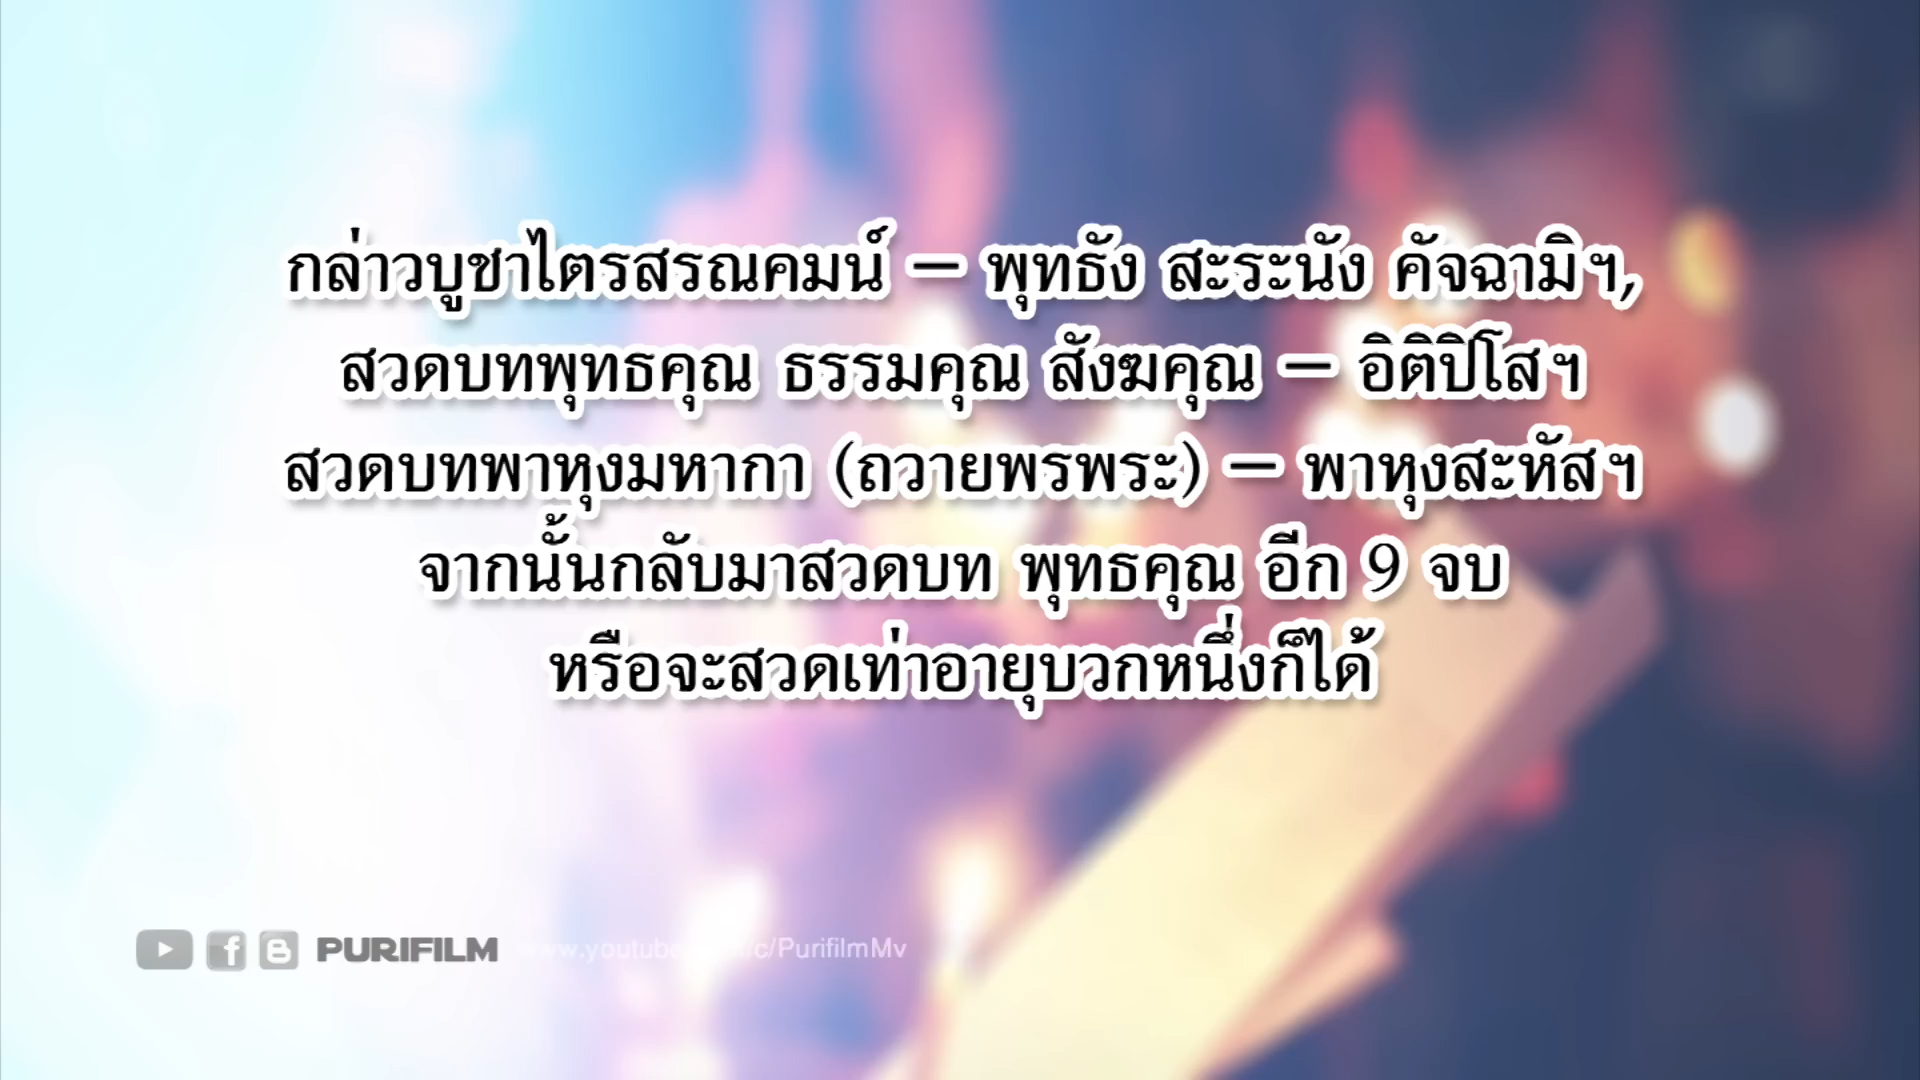 กล่าวบูชาไตรสรณคมน์ – พุทธัง สะระนัง คัจฉามิฯ,
สวดบทพุทธคุณ ธรรมคุณ สังฆคุณ – อิติปิโสฯ
สวดบทพาหุงมหากา (ถวายพรพระ) – พาหุงสะหัสฯ
จากนั้นกลับมาสวดบท พุทธคุณ อีก 9 จบ
หรือจะสวดเท่าอายุบวกหนึ่งก็ได้
PURIFILM www.youtube.com/c/PurifilmMv